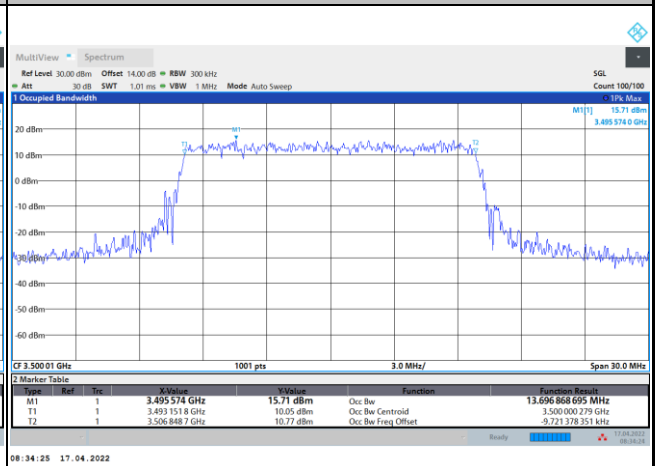 MultiView Spectrum
Ref Level 30.00 dBm Offset 14.00 dB RBW 300 kHz SGL
Att 30 dB SWT 1.01 ms VBW 1 MHz Mode Auto Sweep Count 100/100
1 Occupied Bandwidth 1Pk Max
M1[1] 15.71 dBm
3.495 574 0 GHz
20 dBm
M1
T1
T2
10 dBm
0 dBm
-10 dBm
-20 dBm
-30 dBm
-40 dBm
-50 dBm
-60 dBm
CF 3.500 01 GHz 1001 pts 3.0 MHz/ Span 30.0 MHz
2 Marker Table
Type Ref Trc X-Value Y-Value Function Function Result
M1 1 3.495 574 GHz 15.71 dBm Occ Bw 13.696 868 695 MHz
T1 1 3.493 151 8 GHz 10.05 dBm Occ Bw Centroid 3.500 000 279 GHz
T2 1 3.506 848 7 GHz 10.77 dBm Occ Bw Freq Offset -9.721 378 351 kHz
Ready 17.04.2022
08:34:24
08:34:25 17.04.2022